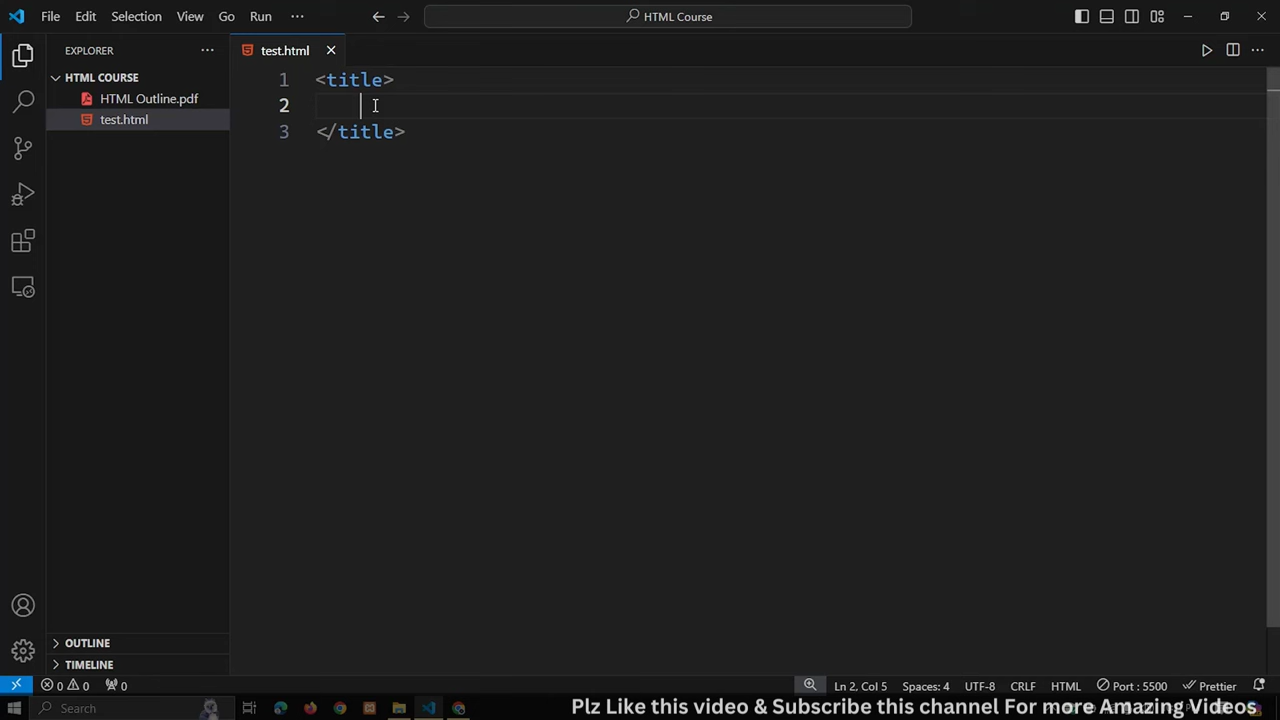 File Edit Selection View Go Run ··· HTML Course
EXPLORER ···
test.html
HTML COURSE
HTML Outline.pdf
test.html
1 <title>
2
3 </title>
OUTLINE
TIMELINE
0 0 0 Ln 2, Col 5 Spaces: 4 UTF-8 CRLF HTML Port : 5500 Prettier
Search
Plz Like this video & Subscribe this channel For more Amazing Videos